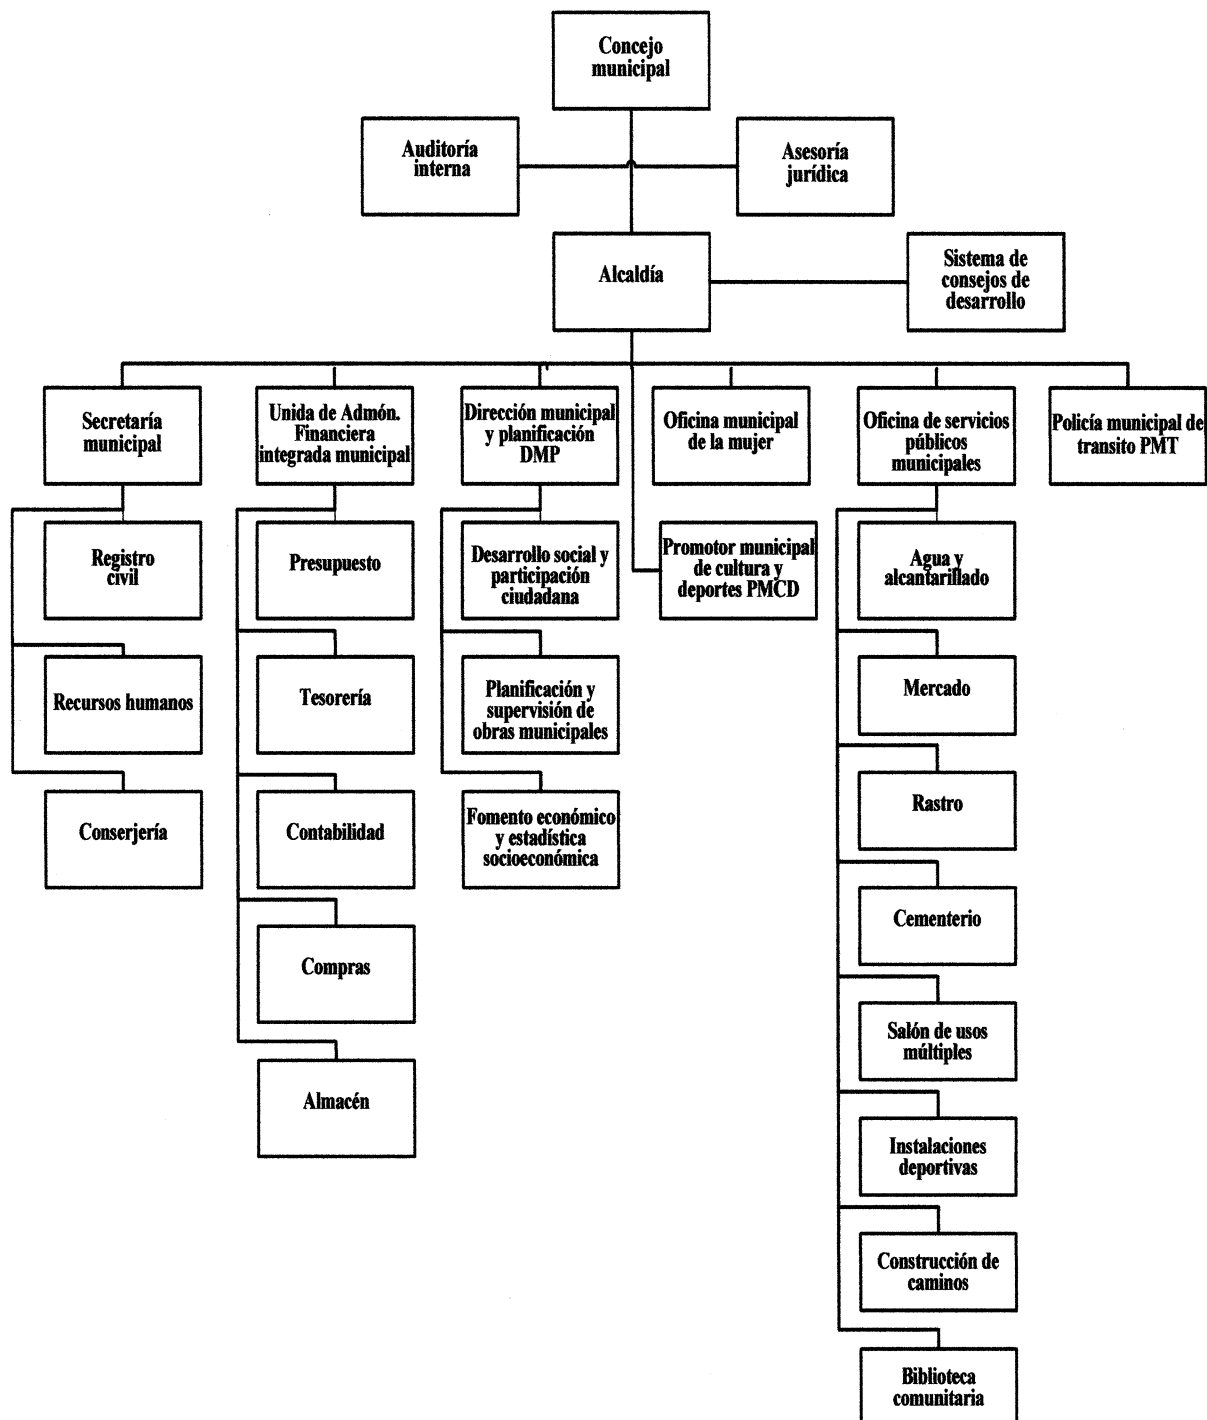 Concejo
municipal
Auditoría
interna
Asesoría
jurídica
Alcaldía
Sistema de
consejos de
desarrollo
Secretaría
municipal
Unida de Admón.
Financiera
integrada municipal
Dirección municipal
y planificación
DMP
Oficina municipal
de la mujer
Oficina de servicios
públicos
municipales
Policía municipal de
transito PMT
Registro
civil
Presupuesto
Desarrollo social y
participación
ciudadana
Promotor municipal
de cultura y
deportes PMCD
Agua y
alcantarillado
Recursos humanos
Tesorería
Planificación y
supervisión de
obras municipales
Mercado
Conserjería
Contabilidad
Fomento económico
y estadística
socioeconómica
Rastro
Compras
Cementerio
Almacén
Salón de usos
múltiples
Instalaciones
deportivas
Construcción de
caminos
Biblioteca
comunitaria